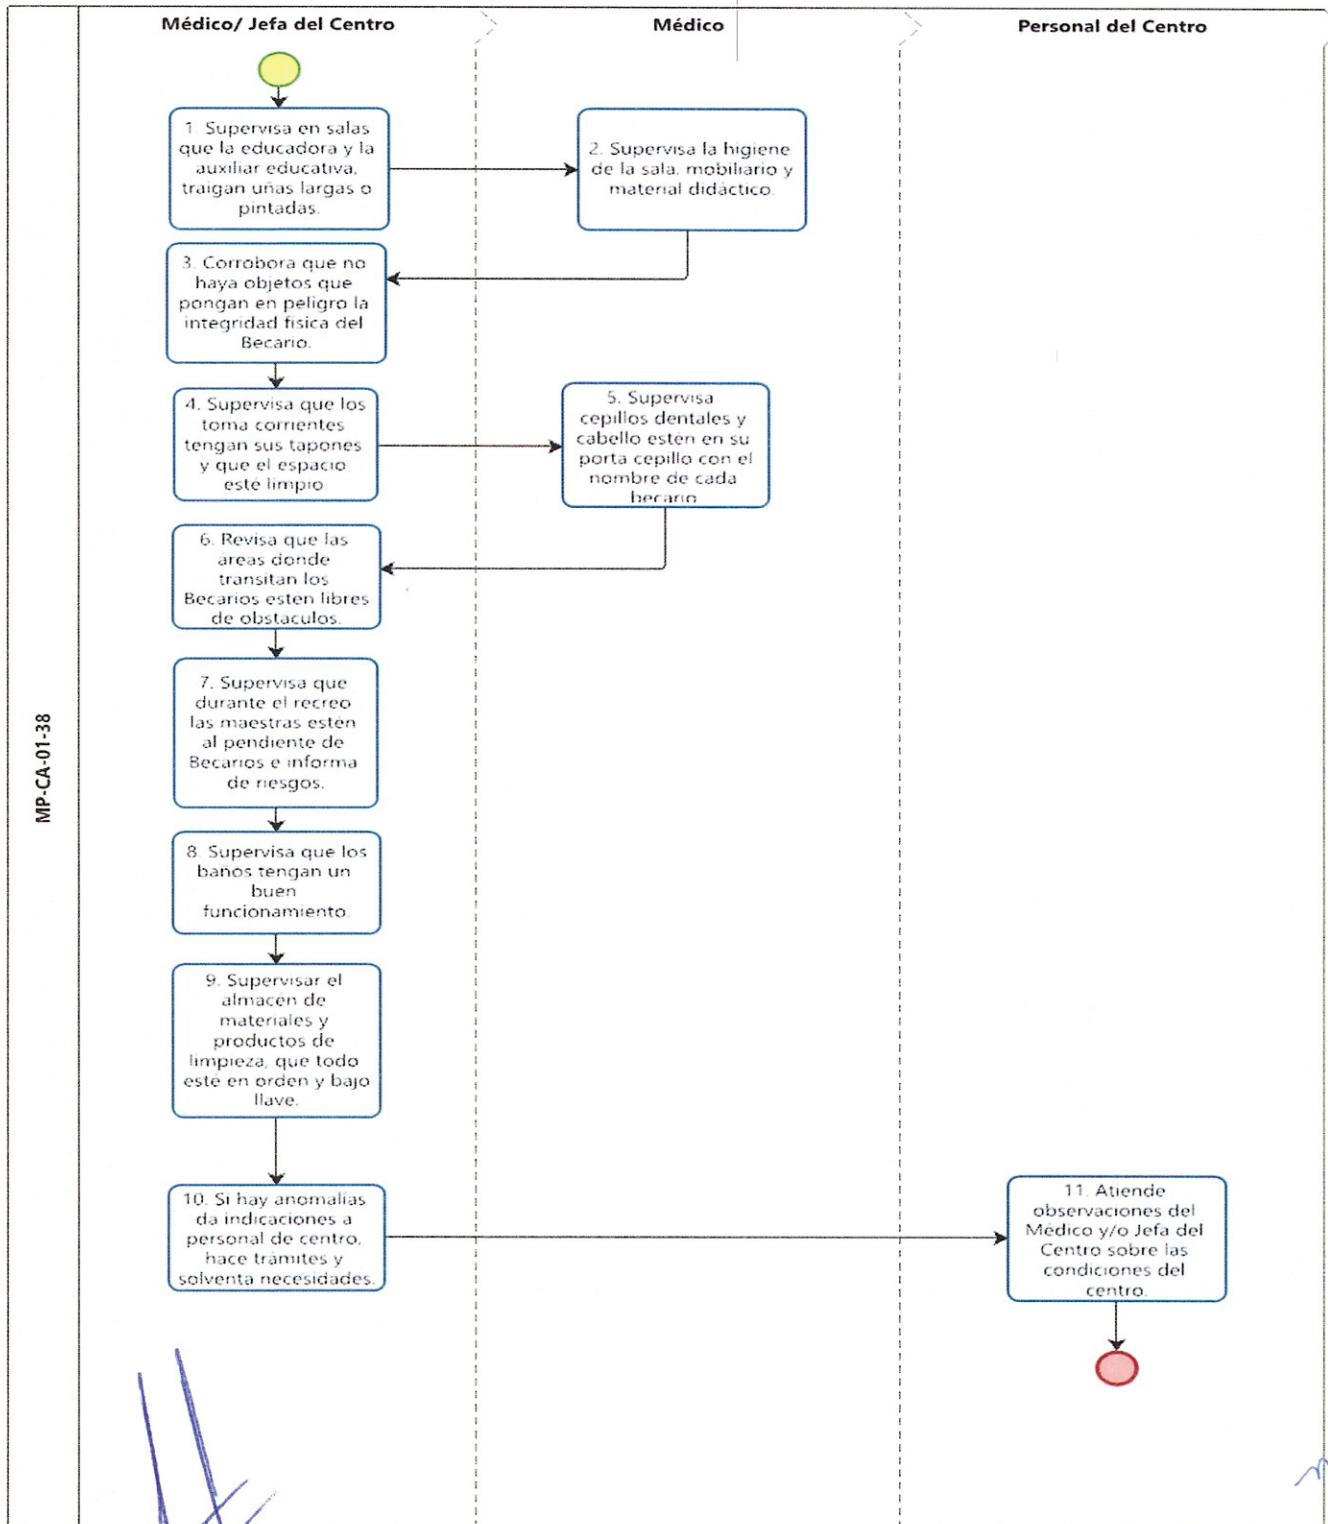 Médico/ Jefa del Centro
Médico
Personal del Centro
MP-CA-01-38
1. Supervisa en salas
que la educadora y la
auxiliar educativa,
traigan uñas largas o
pintadas.
2. Supervisa la higiene
de la sala, mobiliario y
material didáctico.
3. Corrobora que no
haya objetos que
pongan en peligro la
integridad física del
Becario.
4. Supervisa que los
toma corrientes
tengan sus tapones
y que el espacio
esté limpio
5. Supervisa
cepillos dentales y
cabello estén en su
porta cepillo con el
nombre de cada
becario
6. Revisa que las
áreas donde
transitan los
Becarios esten libres
de obstaculos.
7. Supervisa que
durante el recreo
las maestras estén
al pendiente de
Becarios e informa
de riesgos.
8. Supervisa que los
baños tengan un
buen
funcionamiento.
9. Supervisar el
almacén de
materiales y
productos de
limpieza, que todo
esté en orden y bajo
llave.
10. Si hay anomalías
da indicaciones a
personal de centro,
hace trámites y
solventa necesidades.
11. Atiende
observaciones del
Médico y/o Jefa del
Centro sobre las
condiciones del
centro.